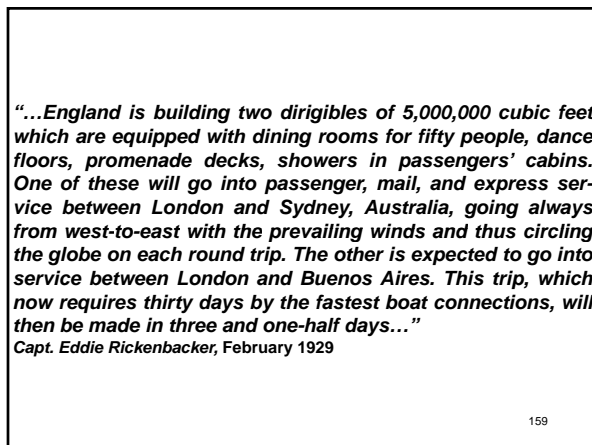 “…England is building two dirigibles of 5,000,000 cubic feet
which are equipped with dining rooms for fifty people, dance
floors, promenade decks, showers in passengers’ cabins.
One of these will go into passenger, mail, and express ser-
vice between London and Sydney, Australia, going always
from west-to-east with the prevailing winds and thus circling
the globe on each round trip. The other is expected to go into
service between London and Buenos Aires. This trip, which
now requires thirty days by the fastest boat connections, will
then be made in three and one-half days…”
Capt. Eddie Rickenbacker, February 1929
159